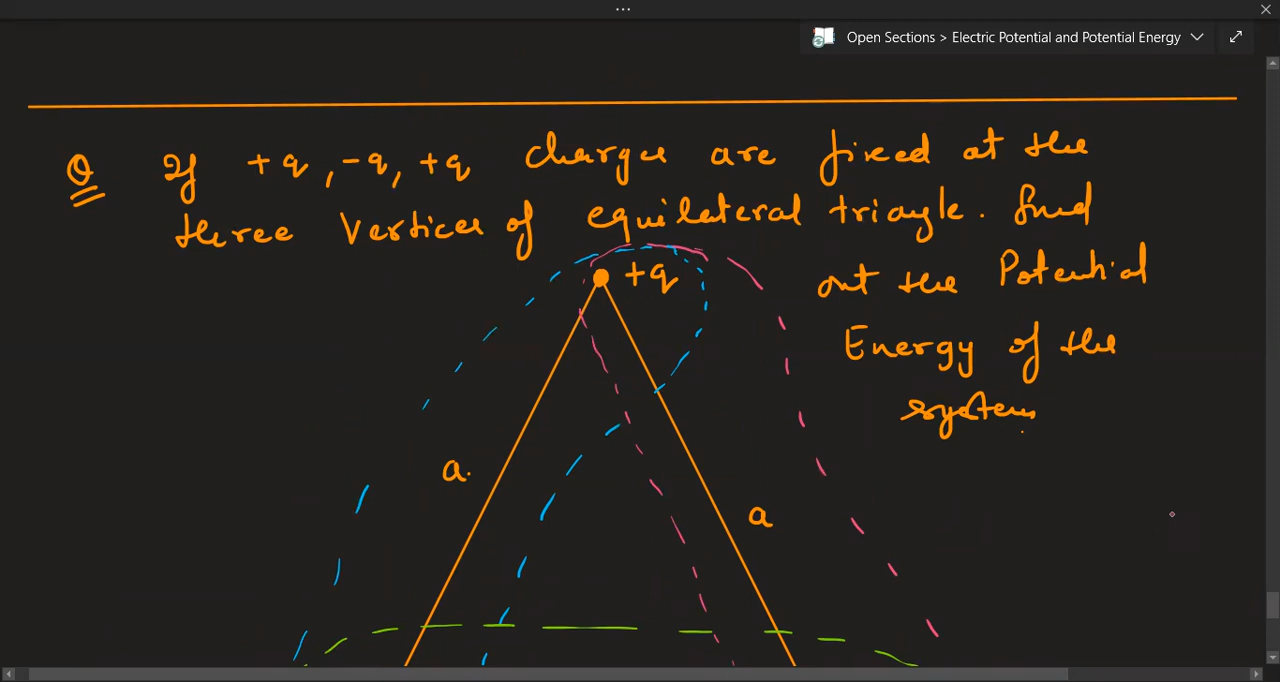 Open Sections > Electric Potential and Potential Energy
Q If +q, -q, +q charges are fixed at the
three Vertices of equilateral triangle. find
out the Potential
Energy of the
system.
+q
a.
a